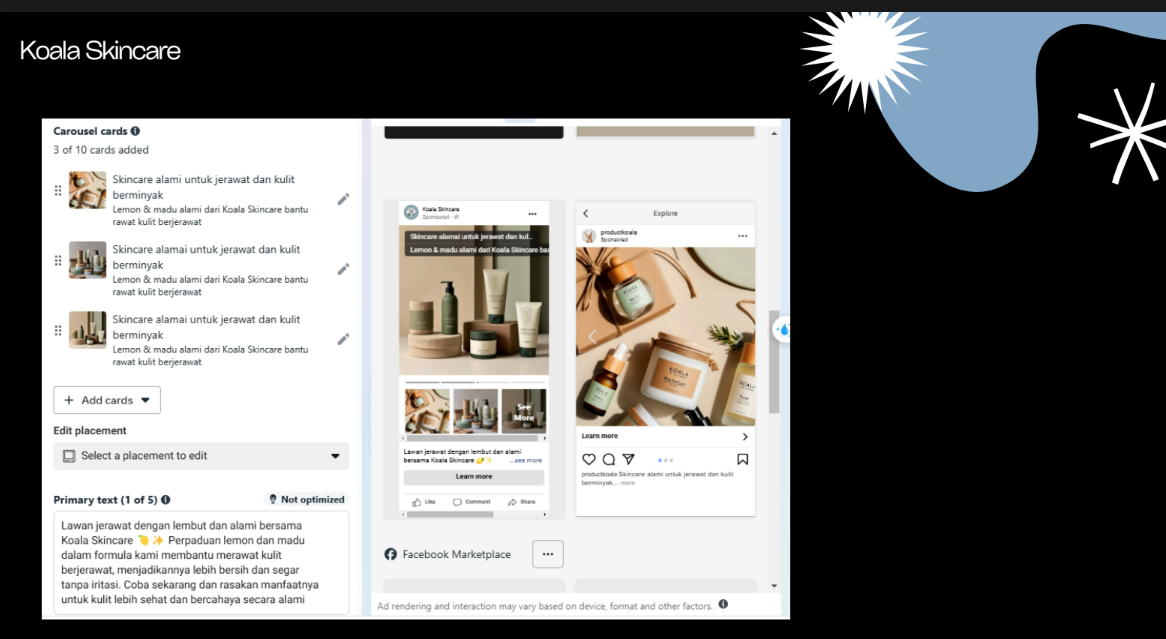 Koala Skincare
Carousel cards
3 of 10 cards added
Skincare alami untuk jerawat dan kulit
berminyak
Lemon & madu alami dari Koala Skincare bantu
rawat kulit berjerawat
Skincare alamai untuk jerawat dan kulit
berminyak
Lemon & madu alami dari Koala Skincare bantu
rawat kulit berjerawat
Skincare alamai untuk jerawat dan kulit
berminyak
Lemon & madu alami dari Koala Skincare bantu
rawat kulit berjerawat
+ Add cards
Edit placement
Select a placement to edit
Primary text (1 of 5)
Not optimized
Lawan jerawat dengan lembut dan alami bersama
Koala Skincare 🍋 ✨ Perpaduan lemon dan madu
dalam formula kami membantu merawat kulit
berjerawat, menjadikannya lebih bersih dan segar
tanpa iritasi. Coba sekarang dan rasakan manfaatnya
untuk kulit lebih sehat dan bercahaya secara alami
Koala Skincare
Sponsored ·
Skincare alamai untuk jerawat dan kul...
Lemon & madu alami dari Koala Skincare ban
See
More
Lawan jerawat dengan lembut dan alami
bersama Koala Skincare 🍋 ✨ ...see more
Learn more
Like
Comment
Share
Explore
productkoala
Sponsored
KOALA
KOALA
KOALA
Learn more
productkoala Skincare alami untuk jerawat dan kulit
berminyak... more
Facebook Marketplace
Ad rendering and interaction may vary based on device, format and other factors.